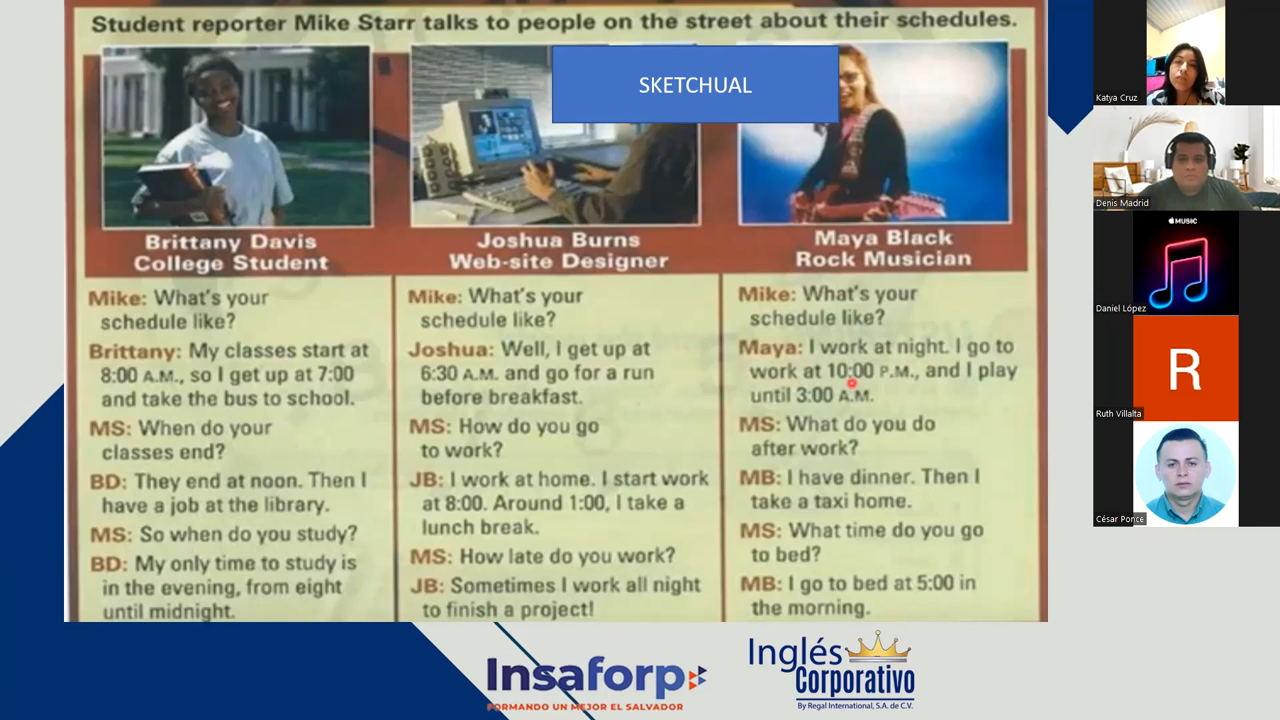 Student reporter Mike Starr talks to people on the street about their schedules.
SKETCHUAL
Brittany Davis
College Student
Mike: What's your
schedule like?
Brittany: My classes start at
8:00 A.M., so I get up at 7:00
and take the bus to school.
MS: When do your
classes end?
BD: They end at noon. Then I
have a job at the library.
MS: So when do you study?
BD: My only time to study is
in the evening, from eight
until midnight.
Joshua Burns
Web-site Designer
Mike: What's your
schedule like?
Joshua: Well, I get up at
6:30 A.M. and go for a run
before breakfast.
MS: How do you go
to work?
JB: I work at home. I start work
at 8:00. Around 1:00, I take a
lunch break.
MS: How late do you work?
JB: Sometimes I work all night
to finish a project!
Maya Black
Rock Musician
Mike: What's your
schedule like?
Maya: I work at night. I go to
work at 10:00 P.M., and I play
until 3:00 A.M.
MS: What do you do
after work?
MB: I have dinner. Then I
take a taxi home.
MS: What time do you go
to bed?
MB: I go to bed at 5:00 in
the morning.
Insaforp
FORMANDO UN MEJOR EL SALVADOR
Inglés
Corporativo
By Regal International, S.A. de C.V.
Katya Cruz
Denis Madrid
MUSIC
Daniel López
R
Ruth Villalta
César Ponce